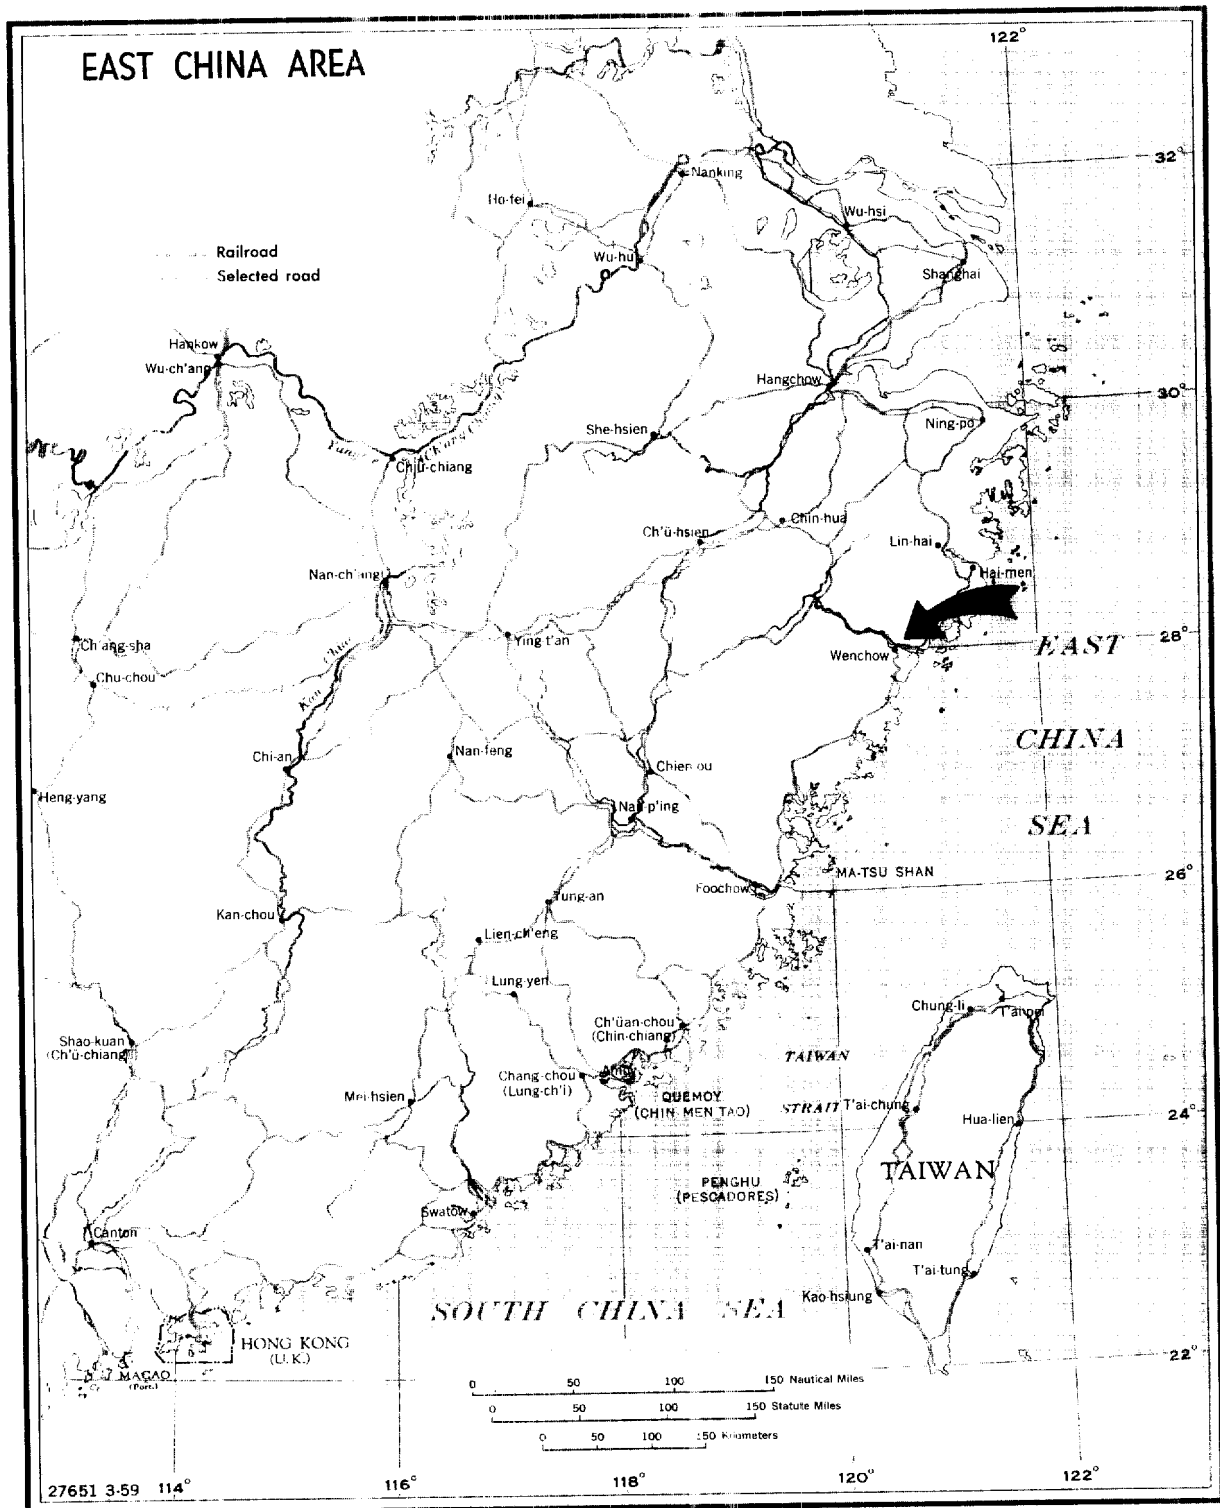 EAST CHINA AREA
122°
32°
Nanking
Ho-fei
Wu-hsi
Railroad
Wu-hu
Shanghai
Selected road
Hankow
Wu-ch'ang
Hangchow
30°
She-hsien
Ning-po
Chiu-chiang
Chin-hua
Ch'ü-hsien
Lin-hai
Nan-ch'ang
Hai-men
Ch'ang-sha
Ying-t'an
28°
EAST
Wenchow
Chu-chou
Kan Chiang
CHINA
Chi-an
Nan-feng
Chien-ou
Heng-yang
Nan-p'ing
SEA
MA-TSU SHAN
26°
Foochow
Yung-an
Kan-chou
Lien-ch'eng
Lung-yen
Chung-li
T'ai-pei
Ch'üan-chou
(Chin-chiang)
Shao-kuan
(Ch'ü-chiang)
TAIWAN
Amoy
Chang-chou
(Lung-ch'i)
Mei-hsien
QUEMOY
(CHIN-MEN TAO)
STRAIT
T'ai-chung
24°
Hua-lien
TAIWAN
PENGHU
(PESCADORES)
Swatow
Canton
T'ai-nan
T'ai-tung
Kao-hsiung
SOUTH CHINA SEA
HONG KONG
(U.K.)
22°
MACAO
(Port.)
0 50 100 150 Nautical Miles
0 50 100 150 Statute Miles
0 50 100 150 Kilometers
27651 3-59
114°
116°
118°
120°
122°